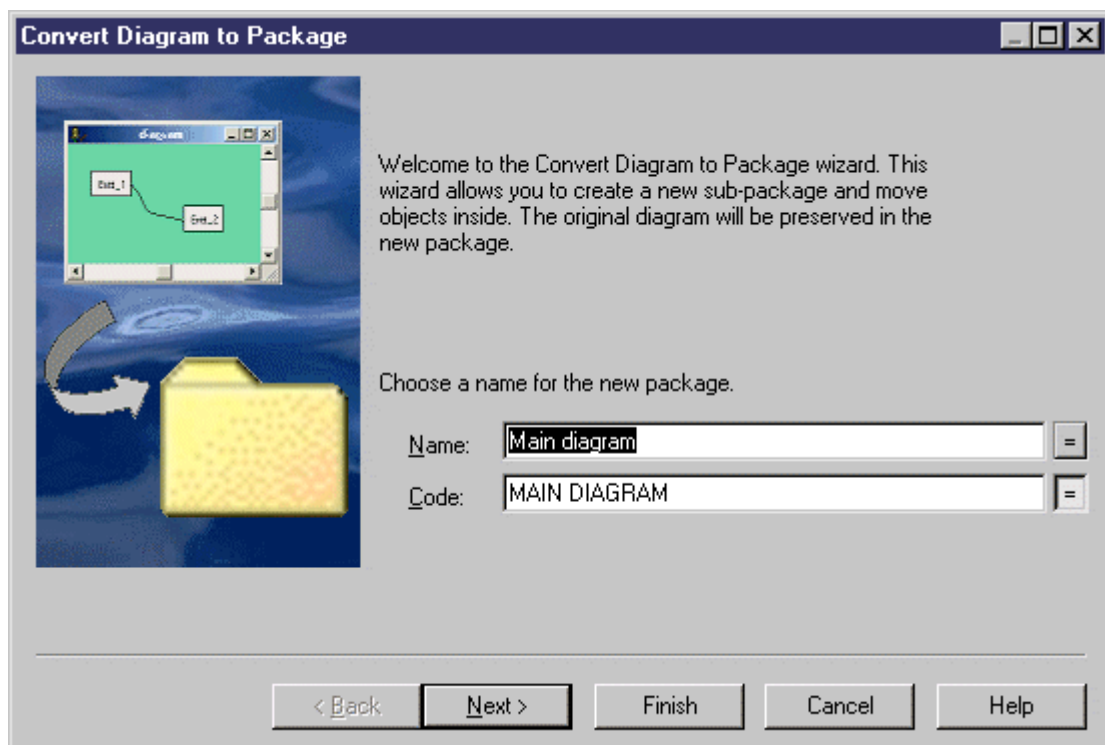 Convert Diagram to Package
diagram
Welcome to the Convert Diagram to Package wizard. This
wizard allows you to create a new sub-package and move
objects inside. The original diagram will be preserved in the
new package.
Choose a name for the new package.
Name: Main diagram =
Code: MAIN DIAGRAM =
< Back Next > Finish Cancel Help